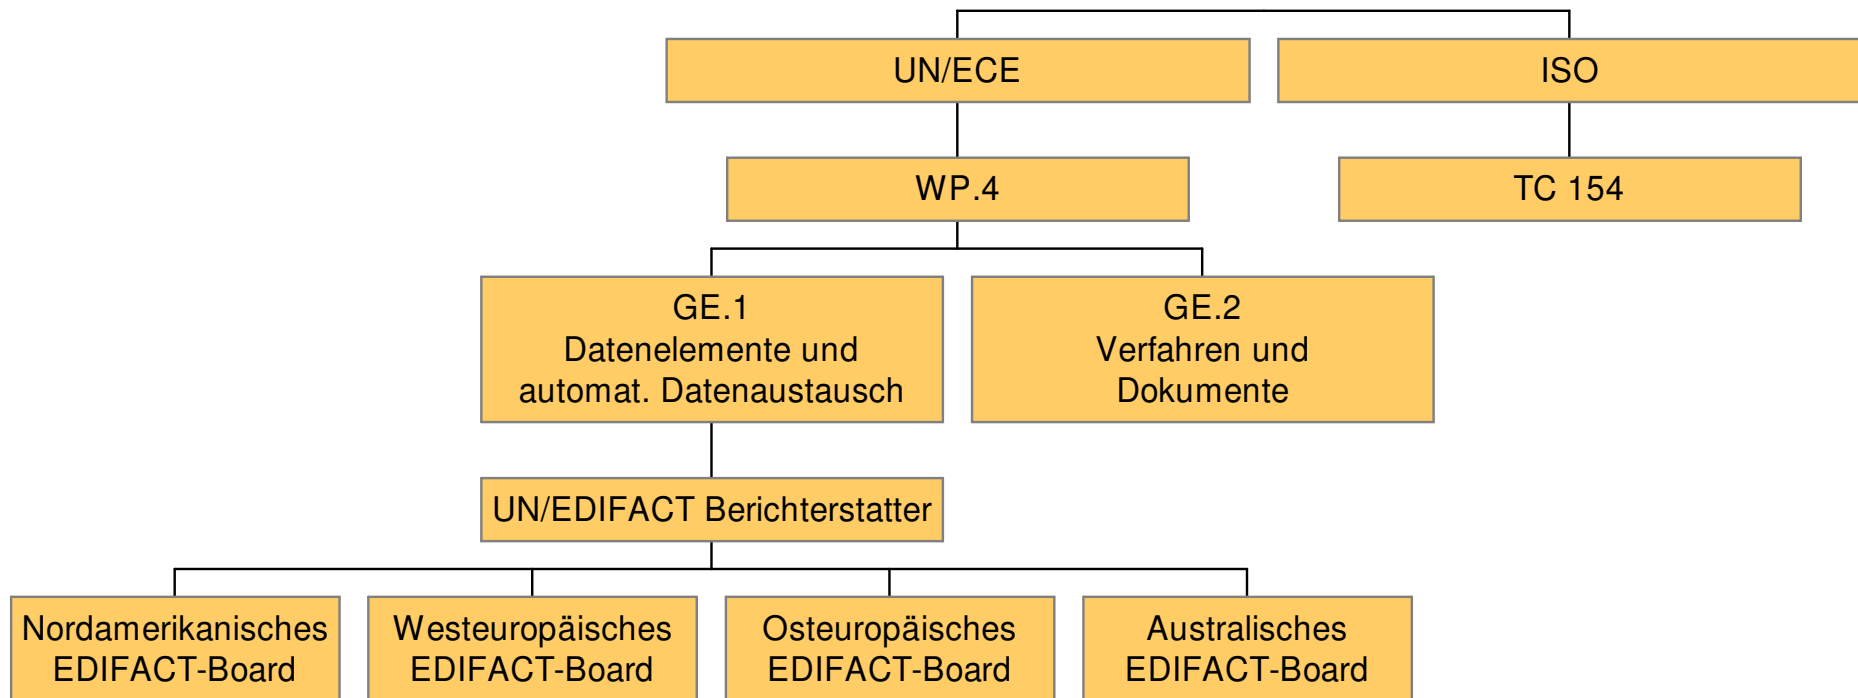 UN/ECE
ISO
WP.4
TC 154
GE.1
Datenelemente und
automat. Datenaustausch
GE.2
Verfahren und
Dokumente
UN/EDIFACT Berichterstatter
Nordamerikanisches
EDIFACT-Board
Westeuropäisches
EDIFACT-Board
Osteuropäisches
EDIFACT-Board
Australisches
EDIFACT-Board